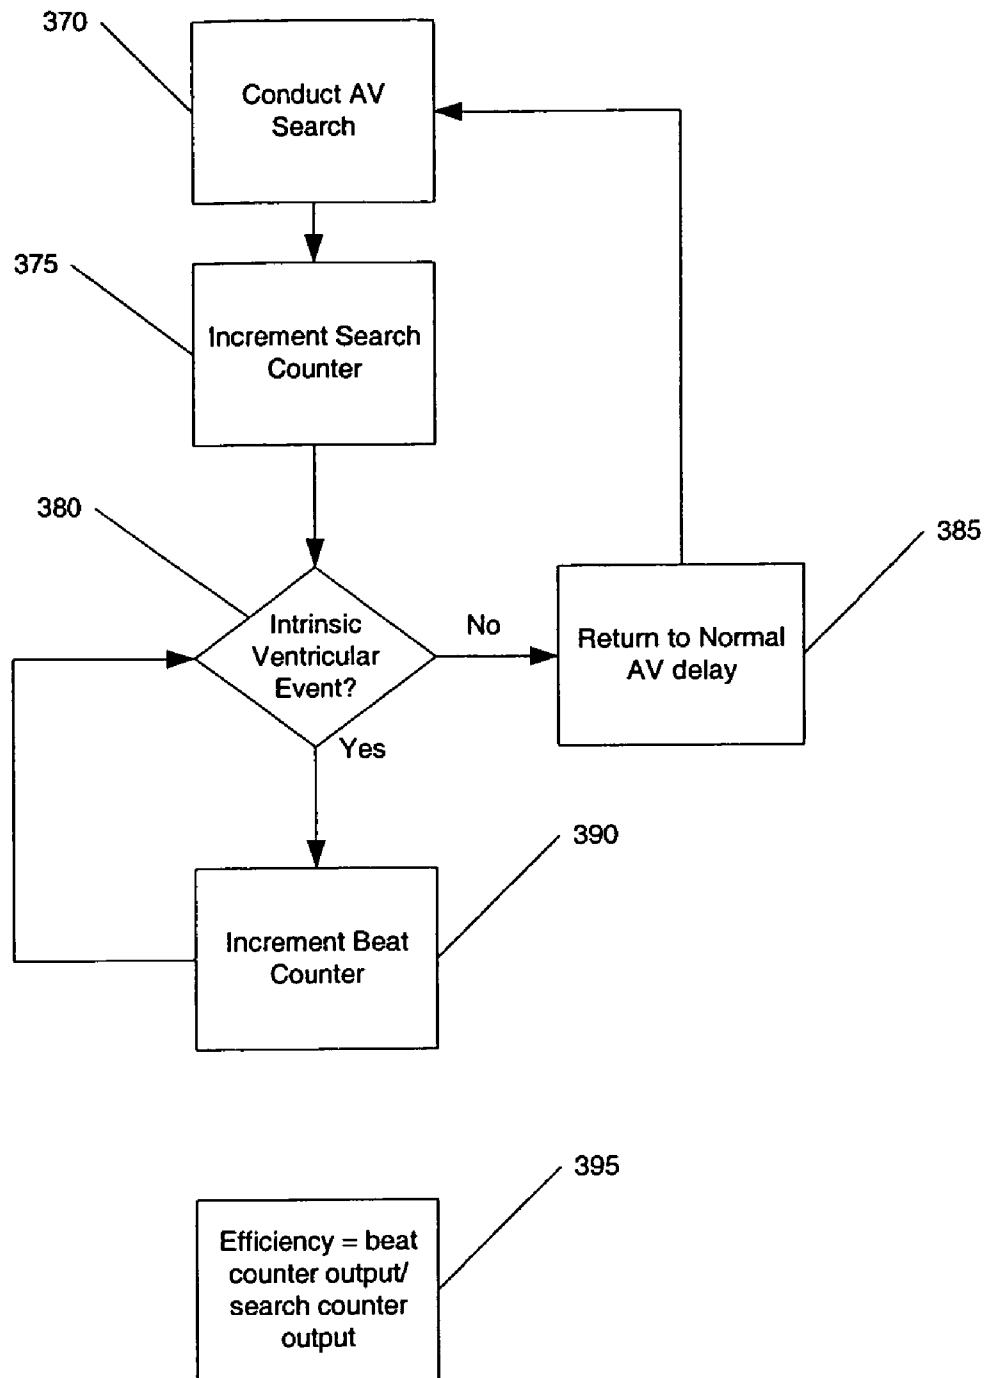 370
Conduct AV
Search
375
Increment Search
Counter
380
Intrinsic
Ventricular
Event?
No
Yes
385
Return to Normal
AV delay
390
Increment Beat
Counter
395
Efficiency = beat
counter output/
search counter
output